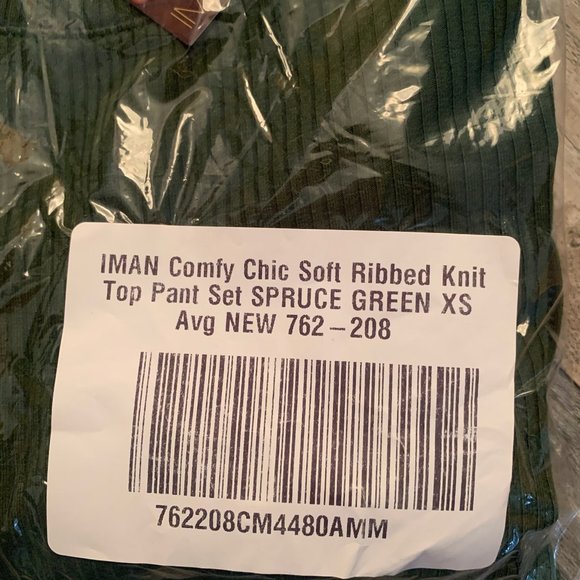 IMAN Comfy Chic Soft Ribbed Knit
Top Pant Set SPRUCE GREEN XS
Avg NEW 762-208
762208CM4480AMM